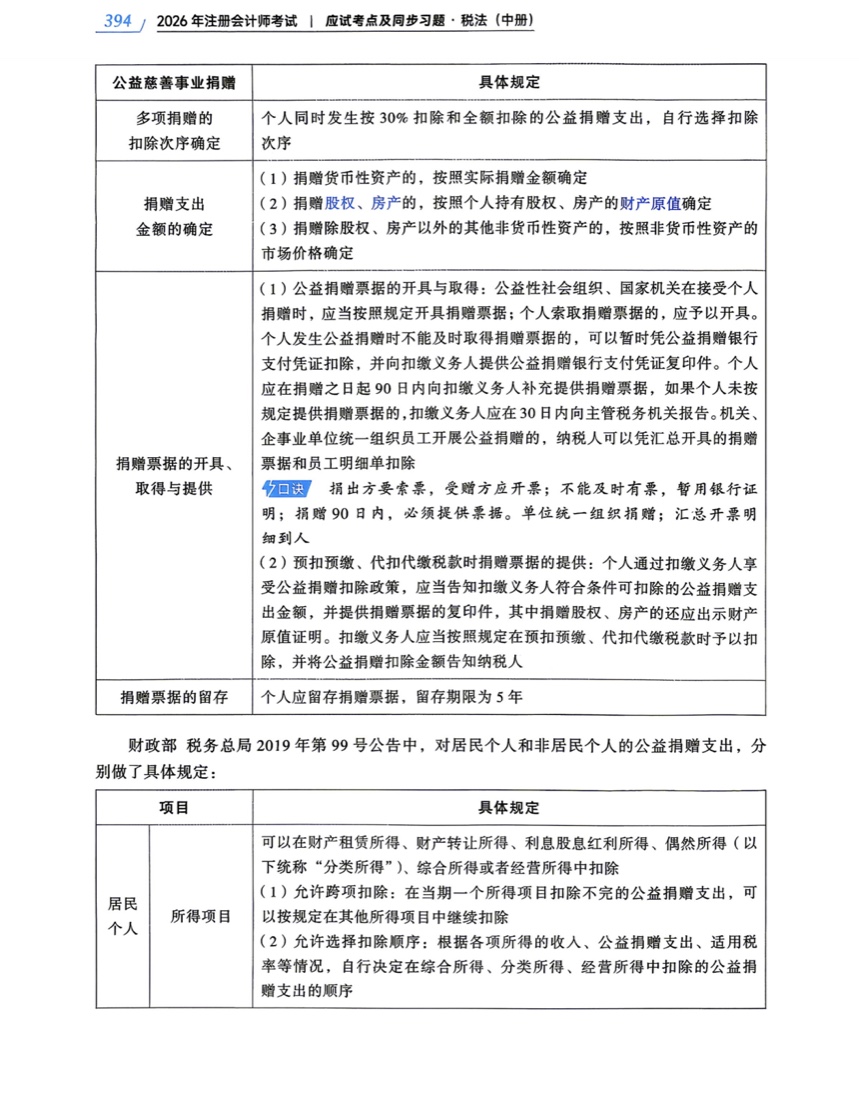 394 2026年注册会计师考试 | 应试考点及同步习题·税法（中册）
公益慈善事业捐赠
具体规定
多项捐赠的
扣除次序确定
个人同时发生按30%扣除和全额扣除的公益捐赠支出，自行选择扣除
次序
捐赠支出
金额的确定
（1）捐赠货币性资产的，按照实际捐赠金额确定
（2）捐赠股权、房产的，按照个人持有股权、房产的财产原值确定
（3）捐赠除股权、房产以外的其他非货币性资产的，按照非货币性资产的
市场价格确定
捐赠票据的开具、
取得与提供
（1）公益捐赠票据的开具与取得：公益性社会组织、国家机关在接受个人
捐赠时，应当按照规定开具捐赠票据；个人索取捐赠票据的，应予以开具。
个人发生公益捐赠时不能及时取得捐赠票据的，可以暂时凭公益捐赠银行
支付凭证扣除，并向扣缴义务人提供公益捐赠银行支付凭证复印件。个人
应在捐赠之日起90日内向扣缴义务人补充提供捐赠票据，如果个人未按
规定提供捐赠票据的，扣缴义务人应在30日内向主管税务机关报告。机关、
企事业单位统一组织员工开展公益捐赠的，纳税人可以凭汇总开具的捐赠
票据和员工明细单扣除
口诀 捐出方要索票，受赠方应开票；不能及时有票，暂用银行证
明；捐赠90日内，必须提供票据。单位统一组织捐赠；汇总开票明
细到人
（2）预扣预缴、代扣代缴税款时捐赠票据的提供：个人通过扣缴义务人享
受公益捐赠扣除政策，应当告知扣缴义务人符合条件可扣除的公益捐赠支
出金额，并提供捐赠票据的复印件，其中捐赠股权、房产的还应出示财产
原值证明。扣缴义务人应当按照规定在预扣预缴、代扣代缴税款时予以扣
除，并将公益捐赠扣除金额告知纳税人
捐赠票据的留存
个人应留存捐赠票据，留存期限为5年
财政部 税务总局2019年第99号公告中，对居民个人和非居民个人的公益捐赠支出，分
别做了具体规定：
项目
具体规定
居民
个人
所得项目
可以在财产租赁所得、财产转让所得、利息股息红利所得、偶然所得（以
下统称“分类所得”）、综合所得或者经营所得中扣除
（1）允许跨项扣除：在当期一个所得项目扣除不完的公益捐赠支出，可
以按规定在其他所得项目中继续扣除
（2）允许选择扣除顺序：根据各项所得的收入、公益捐赠支出、适用税
率等情况，自行决定在综合所得、分类所得、经营所得中扣除的公益捐
赠支出的顺序